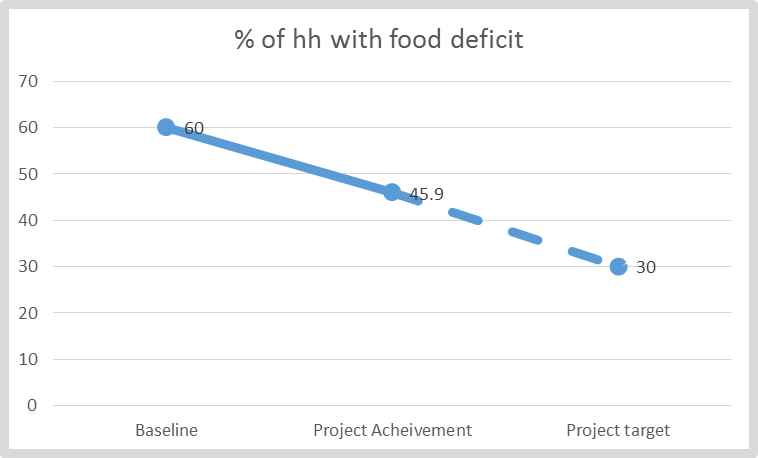 % of hh with food deficit
70
60
60
50
45.9
40
30
30
20
10
0
Baseline
Project Acheivement
Project target